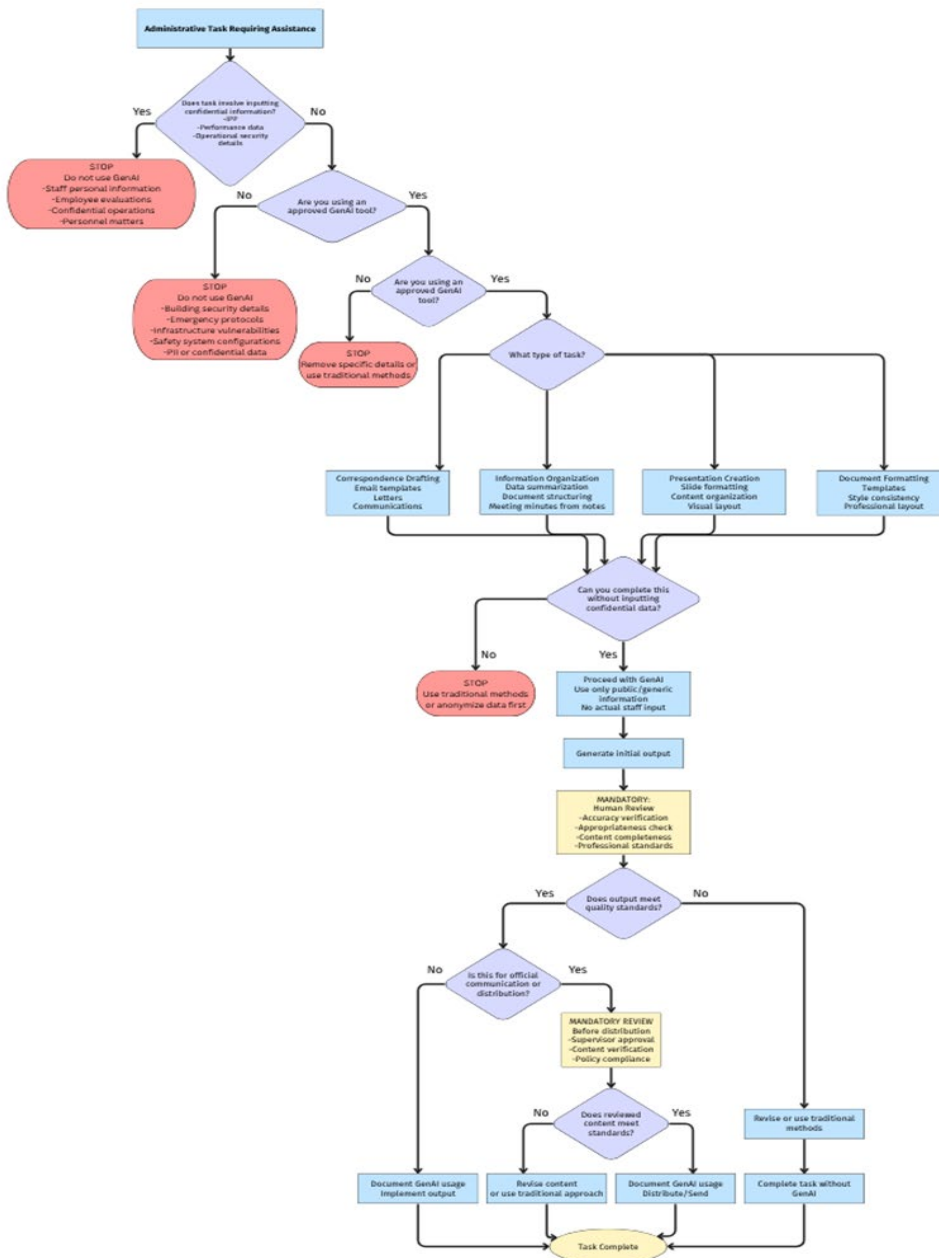 Administrative Task Requiring Assistance
Does task involve inputting
confidential information?
-Performance data
-Operational security
details
Yes
No
STOP
Do not use GenAI
-Staff personal information
-Employee evaluations
-Confidential operations
-Personnel matters
Are you using an
approved GenAI tool?
No
Yes
STOP
Do not use GenAI
-Building security details
-Emergency protocols
-Infrastructure vulnerabilities
-Safety system configurations
-PII or confidential data
Are you using an
approved GenAI
tool?
No
Yes
STOP
Remove specific details or
use traditional methods
What type of task?
Correspondence Drafting
Email templates
Letters
Communications
Information Organization
Data summarization
Document structuring
Meeting minutes from notes
Presentation Creation
Slide formatting
Content organization
Visual layout
Document Formatting
Templates
Style consistency
Professional layout
Can you complete this
without inputting
confidential data?
No
Yes
STOP
Use traditional methods
or anonymize data first
Proceed with GenAI
Use only public/generic
information
No actual staff input
Generate initial output
MANDATORY:
Human Review
-Accuracy verification
-Appropriateness check
-Content completeness
-Professional standards
Does output meet
quality standards?
Yes
No
Is this for official
communication or
distribution?
No
Yes
MANDATORY REVIEW
Before distribution
-Supervisor approval
-Content verification
-Policy compliance
Does reviewed
content meet
standards?
No
Yes
Revise or use traditional
methods
Document GenAI usage
Implement output
Revise content
or use traditional approach
Document GenAI usage
Distribute/Send
Complete task without
GenAI
Task Complete